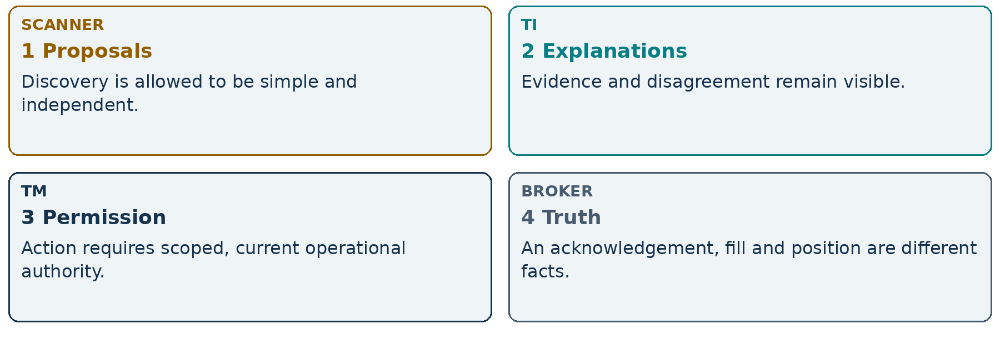 SCANNER
1 Proposals
Discovery is allowed to be simple and
independent.
TI
2 Explanations
Evidence and disagreement remain visible.
TM
3 Permission
Action requires scoped, current operational
authority.
BROKER
4 Truth
An acknowledgement, fill and position are different
facts.